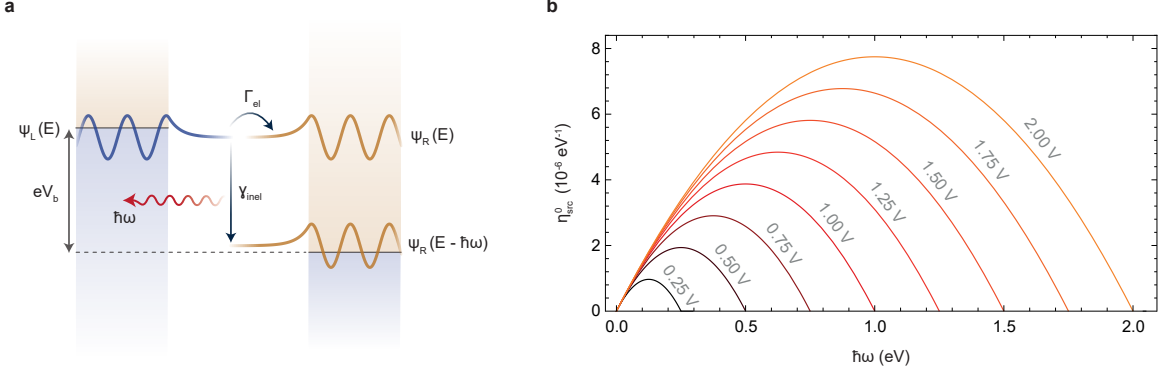 a
Γel
ψL(E)
ψR(E)
eVb
γinel
ħω
ψR(E - ħω)
b
η⁰src (10⁻⁶ eV⁻¹)
8
6
4
2
0
0.25 V
0.50 V
0.75 V
1.00 V
1.25 V
1.50 V
1.75 V
2.00 V
0.0
0.5
1.0
1.5
2.0
ħω (eV)